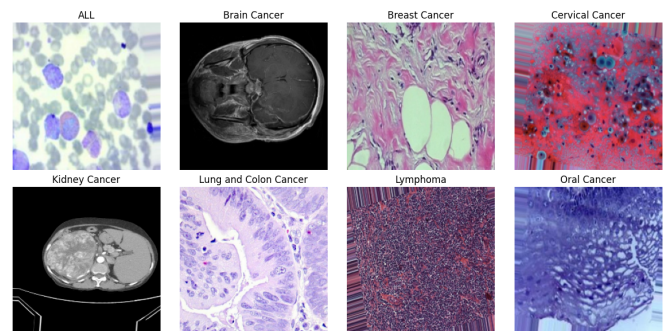 ALL
Brain Cancer
Breast Cancer
Cervical Cancer
Kidney Cancer
Lung and Colon Cancer
Lymphoma
Oral Cancer